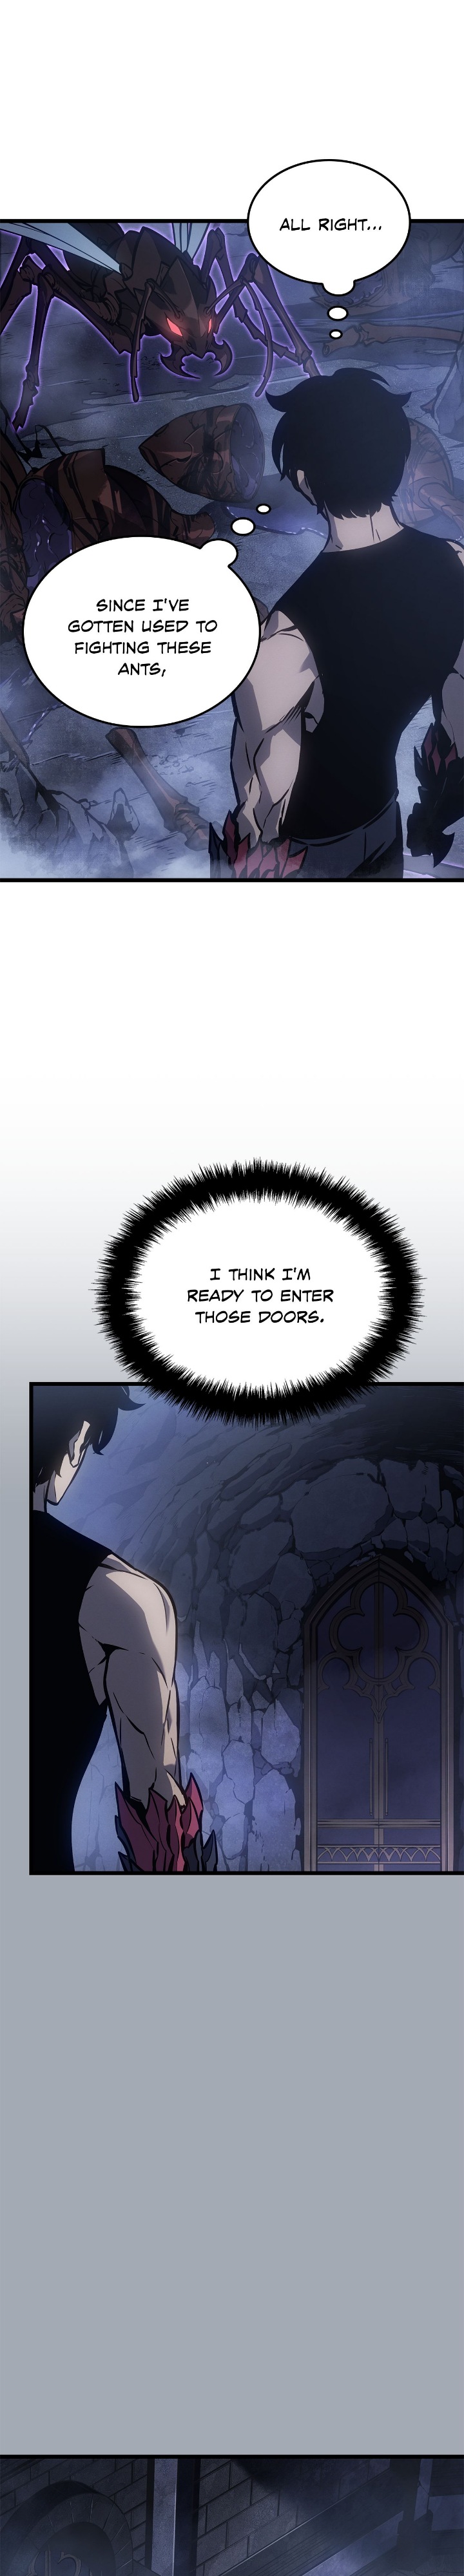 ALL RIGHT...
SINCE I'VE
GOTTEN USED TO
FIGHTING THESE
ANTS,
I THINK I'M
READY TO ENTER
THOSE DOORS.